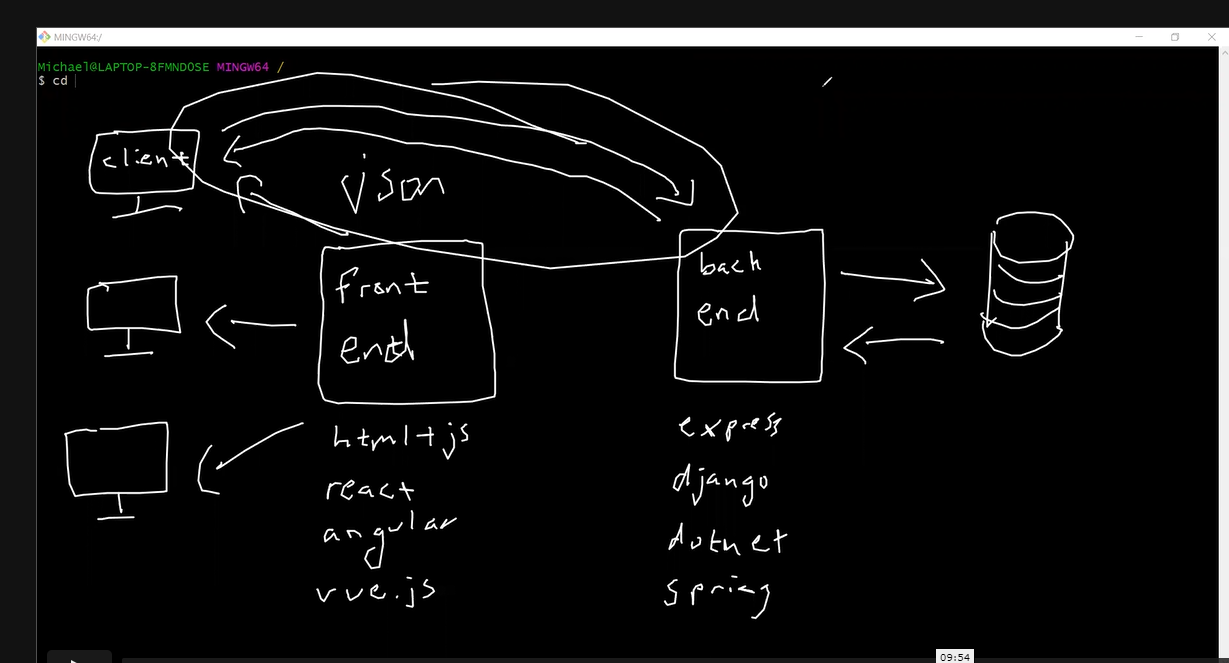 MINGW64:/
Michael@LAPTOP-8FMNDOSE MINGW64 /
$ cd
client
json
front
end
back
end
html+js
react
angular
vue.js
express
django
dotnet
spring
09:54